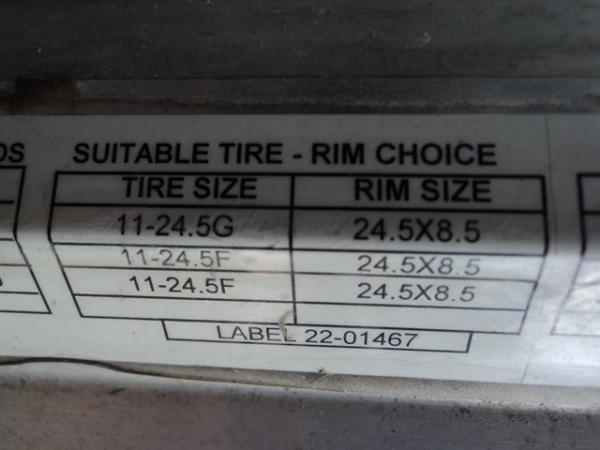 DS SUITABLE TIRE - RIM CHOICE
TIRE SIZE RIM SIZE
11-24.5G 24.5X8.5
11-24.5F 24.5X8.5
11-24.5F 24.5X8.5
LABEL 22-01467